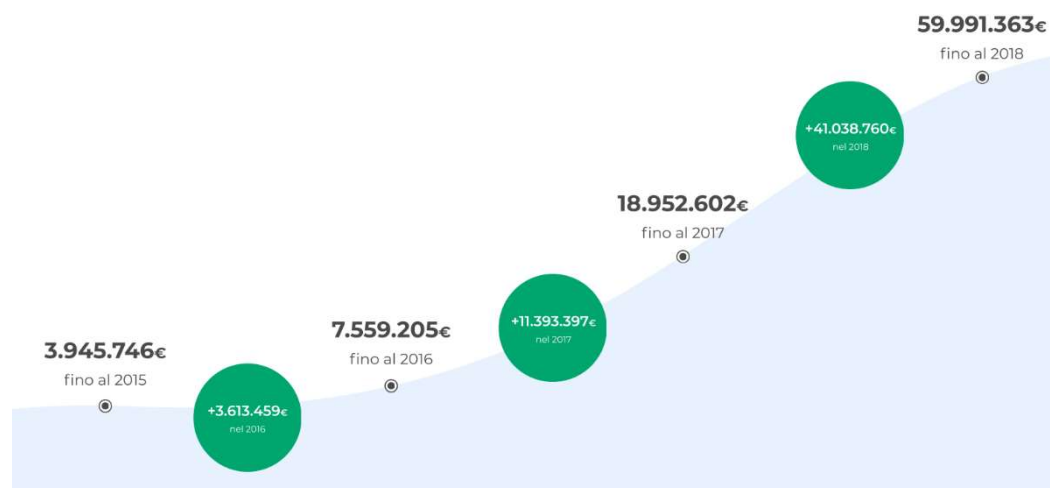 3.945.746€
fino al 2015
+3.613.459€
nel 2016
7.559.205€
fino al 2016
+11.393.397€
nel 2017
18.952.602€
fino al 2017
+41.038.760€
nel 2018
59.991.363€
fino al 2018